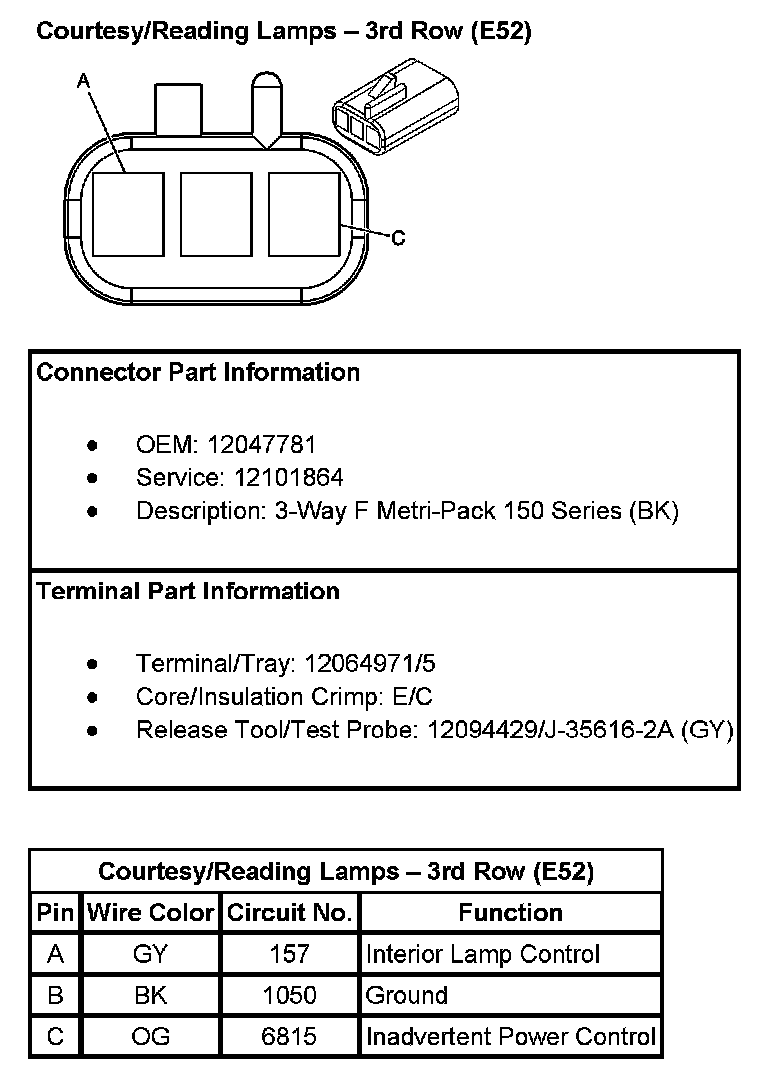 Courtesy/Reading Lamps – 3rd Row (E52)
A
C
Connector Part Information
• OEM: 12047781
• Service: 12101864
• Description: 3-Way F Metri-Pack 150 Series (BK)
Terminal Part Information
• Terminal/Tray: 12064971/5
• Core/Insulation Crimp: E/C
• Release Tool/Test Probe: 12094429/J-35616-2A (GY)
Courtesy/Reading Lamps – 3rd Row (E52)
Pin Wire Color Circuit No. Function
A GY 157 Interior Lamp Control
B BK 1050 Ground
C OG 6815 Inadvertent Power Control